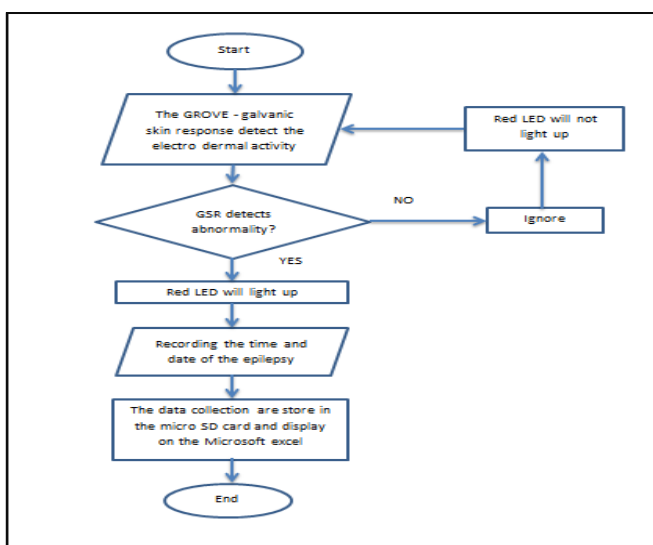 Start
The GROVE - galvanic
skin response detect the
electro dermal activity
Red LED will not
light up
GSR detects
abnormality?
NO
Ignore
YES
Red LED will light up
Recording the time and
date of the epilepsy
The data collection are store in
the micro SD card and display
on the Microsoft excel
End